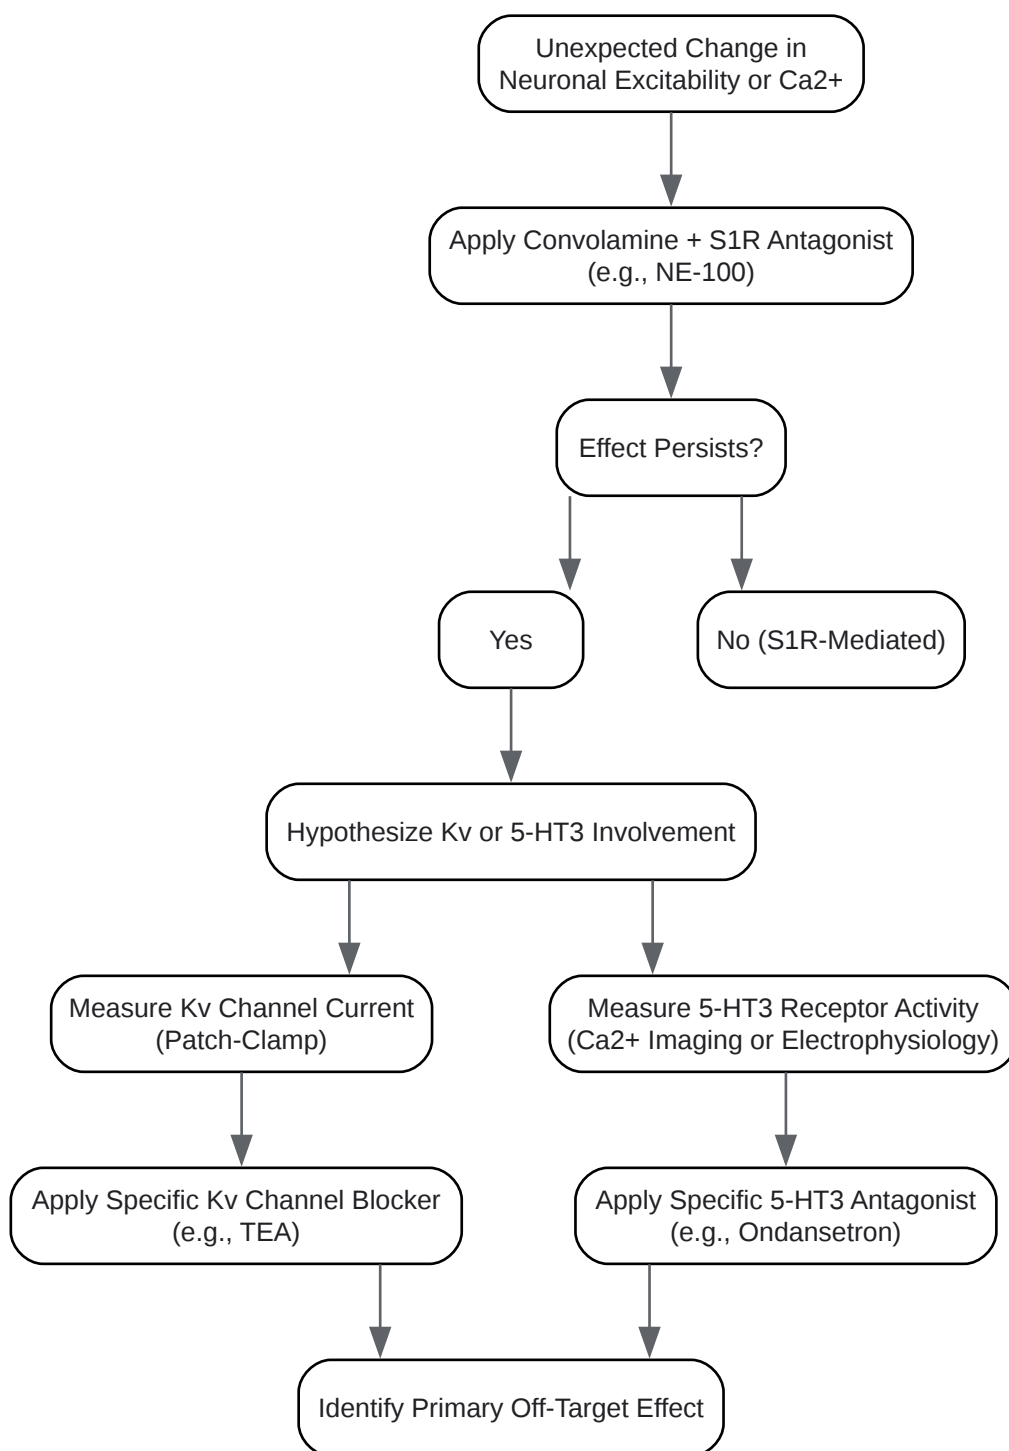 Unexpected Change in
Neuronal Excitability or Ca2+
Apply Convolamine + S1R Antagonist
(e.g., NE-100)
Effect Persists?
Yes
No (S1R-Mediated)
Hypothesize Kv or 5-HT3 Involvement
Measure Kv Channel Current
(Patch-Clamp)
Measure 5-HT3 Receptor Activity
(Ca2+ Imaging or Electrophysiology)
Apply Specific Kv Channel Blocker
(e.g., TEA)
Apply Specific 5-HT3 Antagonist
(e.g., Ondansetron)
Identify Primary Off-Target Effect